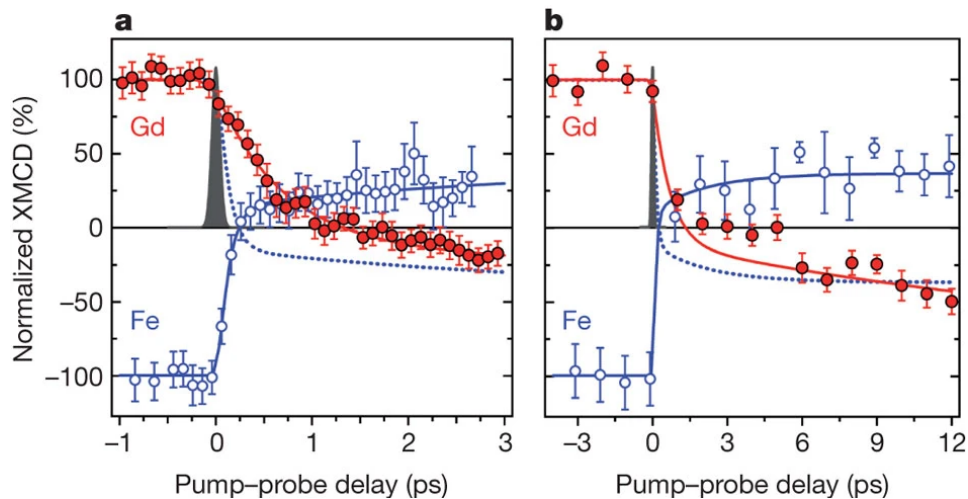 a
b
Normalized XMCD (%)
100
50
0
−50
−100
Gd
Fe
Gd
Fe
−1
0
1
2
3
−3
0
3
6
9
12
Pump–probe delay (ps)
Pump–probe delay (ps)